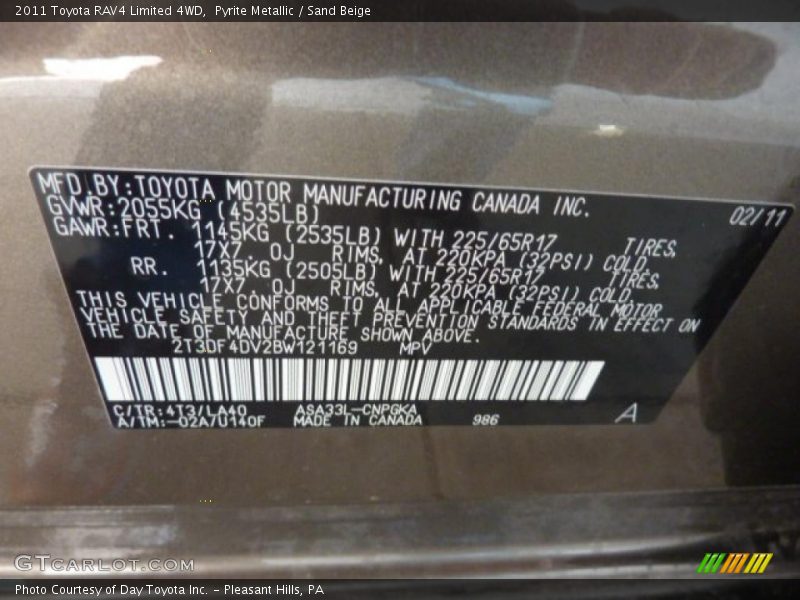 2011 Toyota RAV4 Limited 4WD, Pyrite Metallic / Sand Beige
MFD.BY:TOYOTA MOTOR MANUFACTURING CANADA INC.
GVWR:2055KG (4535LB) 02/11
GAWR:FRT. 1145KG (2535LB) WITH 225/65R17 TIRES,
17X7.0J RIMS, AT 220KPA (32PSI) COLD.
RR. 1135KG (2505LB) WITH 225/65R17 TIRES,
17X7.0J RIMS, AT 220KPA (32PSI) COLD.
THIS VEHICLE CONFORMS TO ALL APPLICABLE FEDERAL MOTOR
VEHICLE SAFETY AND THEFT PREVENTION STANDARDS IN EFFECT ON
THE DATE OF MANUFACTURE SHOWN ABOVE.
2T3DF4DV2BW121169 MPV
C/TR:4T3/LA40 ASA33L-CNPGKA
A/TM:-02A/U140F MADE IN CANADA 986 A
GTCARLOT.COM
Photo Courtesy of Day Toyota Inc. - Pleasant Hills, PA